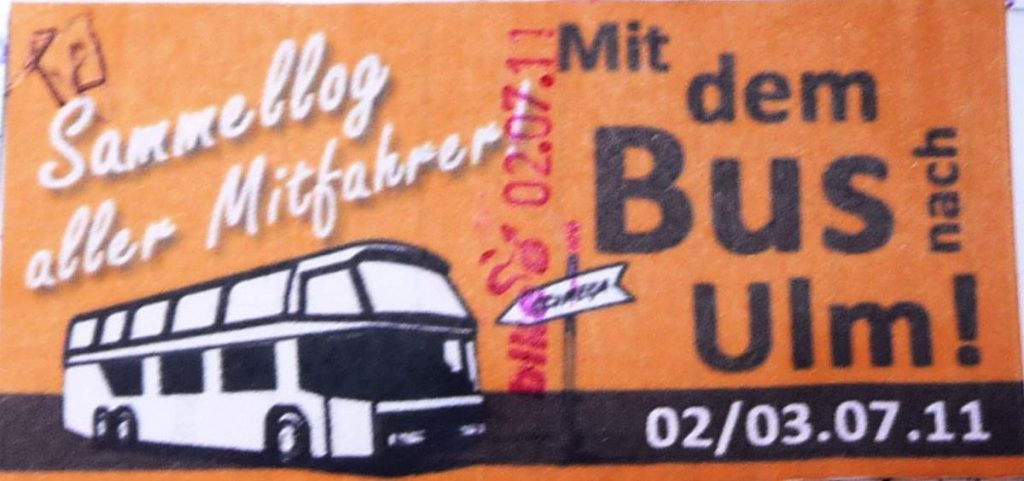 Sammellog
aller Mitfahrer
02.07.11
Mit
dem
Bus
nach
Ulm!
02/03.07.11